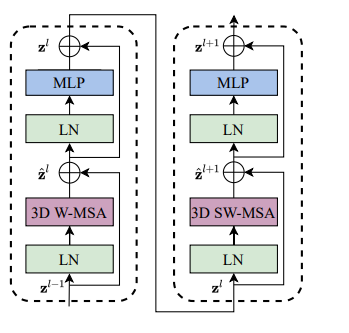 z^l
MLP
LN
ẑ^l
3D W-MSA
LN
z^{l-1}
z^{l+1}
MLP
LN
ẑ^{l+1}
3D SW-MSA
LN
z^l